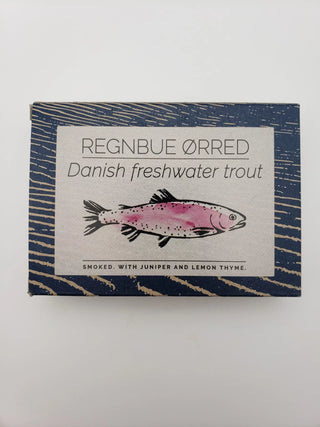 REGNBUE ØRRED
Danish freshwater trout
SMOKED. WITH JUNIPER AND LEMON THYME.